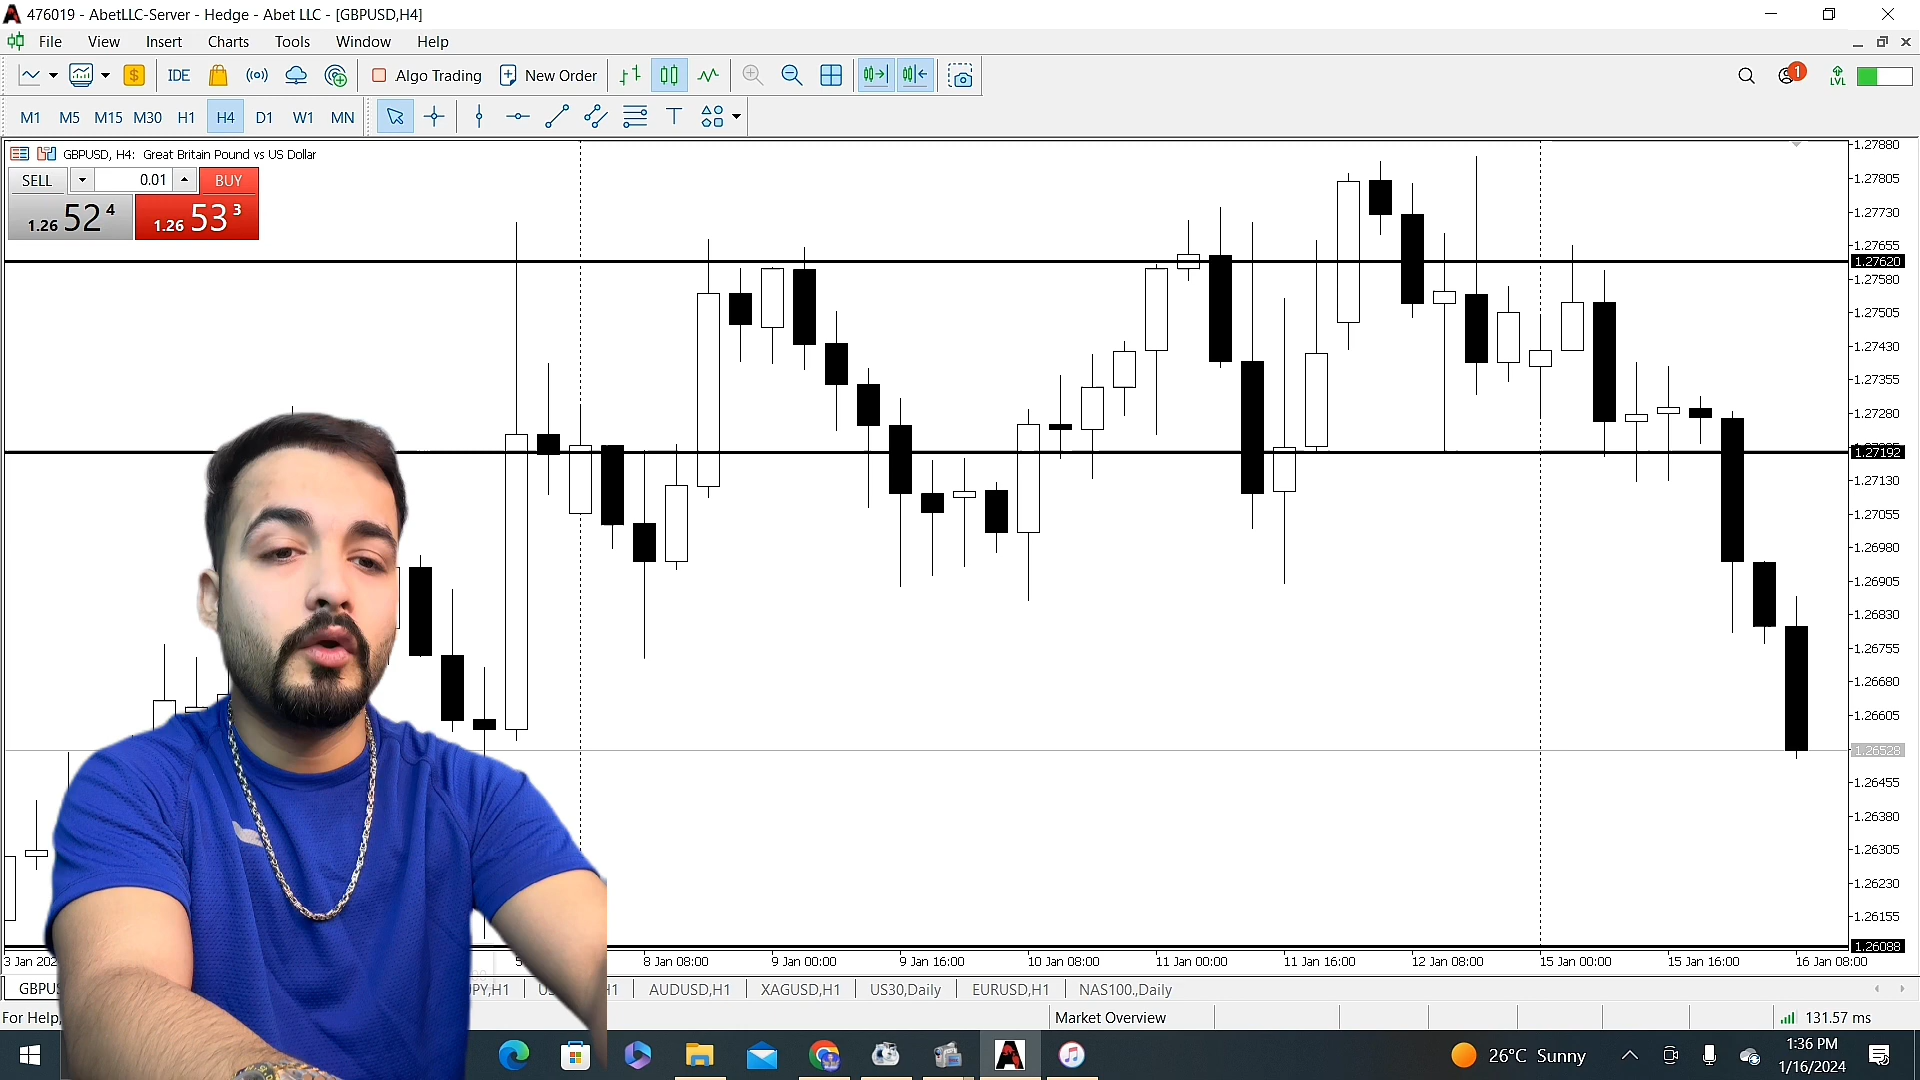 476019 - AbetLLC-Server - Hedge - Abet LLC - [GBPUSD,H4]
File View Insert Charts Tools Window Help
IDE Algo Trading New Order 1 LVL
M1 M5 M15 M30 H1 H4 D1 W1 MN T
GBPUSD, H4: Great Britain Pound vs US Dollar
SELL 0.01 BUY
1.26 52 4 1.26 53 3
1.27880
1.27805
1.27730
1.27655
1.27620
1.27580
1.27505
1.27430
1.27355
1.27280
1.27192
1.27130
1.27055
1.26980
1.26905
1.26830
1.26755
1.26680
1.26605
1.26528
1.26455
1.26380
1.26305
1.26230
1.26155
1.26088
3 Jan 8 Jan 08:00 9 Jan 00:00 9 Jan 16:00 10 Jan 08:00 11 Jan 00:00 11 Jan 16:00 12 Jan 08:00 15 Jan 00:00 15 Jan 16:00 16 Jan 08:00
GBPU PY,H1 H1 AUDUSD,H1 XAGUSD,H1 US30,Daily EURUSD,H1 NAS100.,Daily
For Help, Market Overview 131.57 ms
26°C Sunny 1:36 PM
1/16/2024